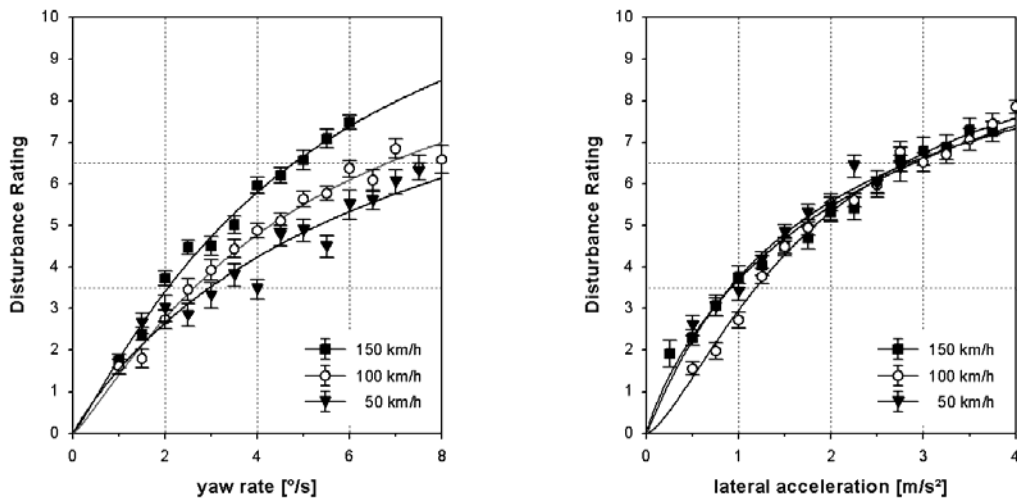 10
9
8
7
6
5
4
3
2
1
0
Disturbance Rating
150 km/h
100 km/h
50 km/h
0 2 4 6 8
yaw rate [°/s]
10
9
8
7
6
5
4
3
2
1
0
Disturbance Rating
150 km/h
100 km/h
50 km/h
0 1 2 3 4
lateral acceleration [m/s²]